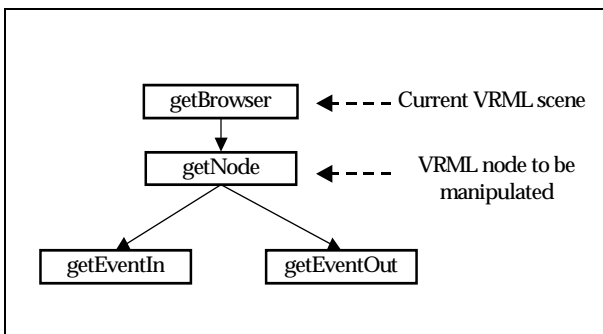 getBrowser
Current VRML scene
getNode
VRML node to be
manipulated
getEventIn
getEventOut